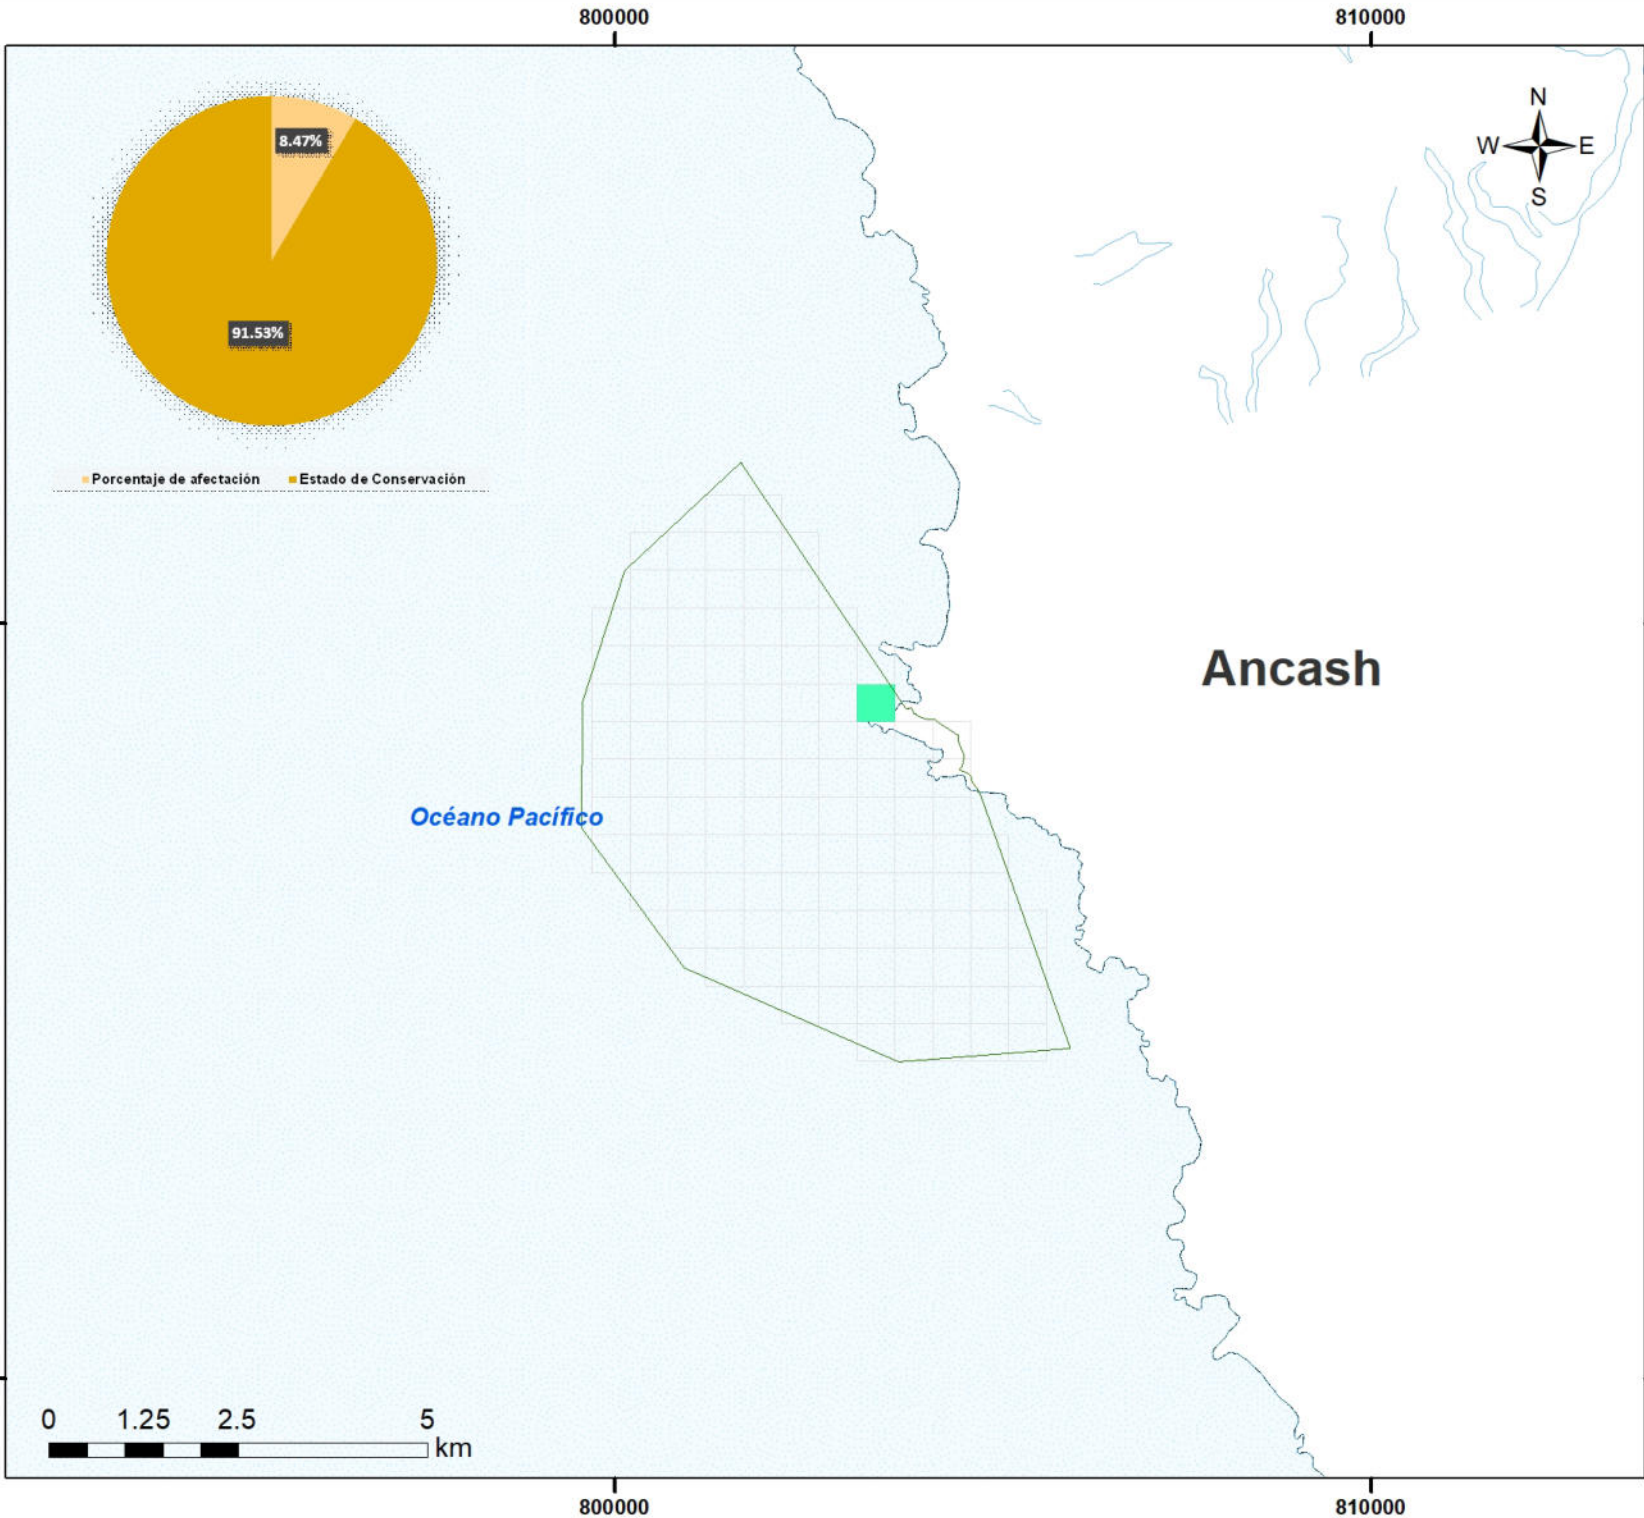 800000 810000
N
W E
S
8.47%
91.53%
Porcentaje de afectación Estado de Conservación
Ancash
Océano Pacífico
0 1.25 2.5 5
km
800000 810000